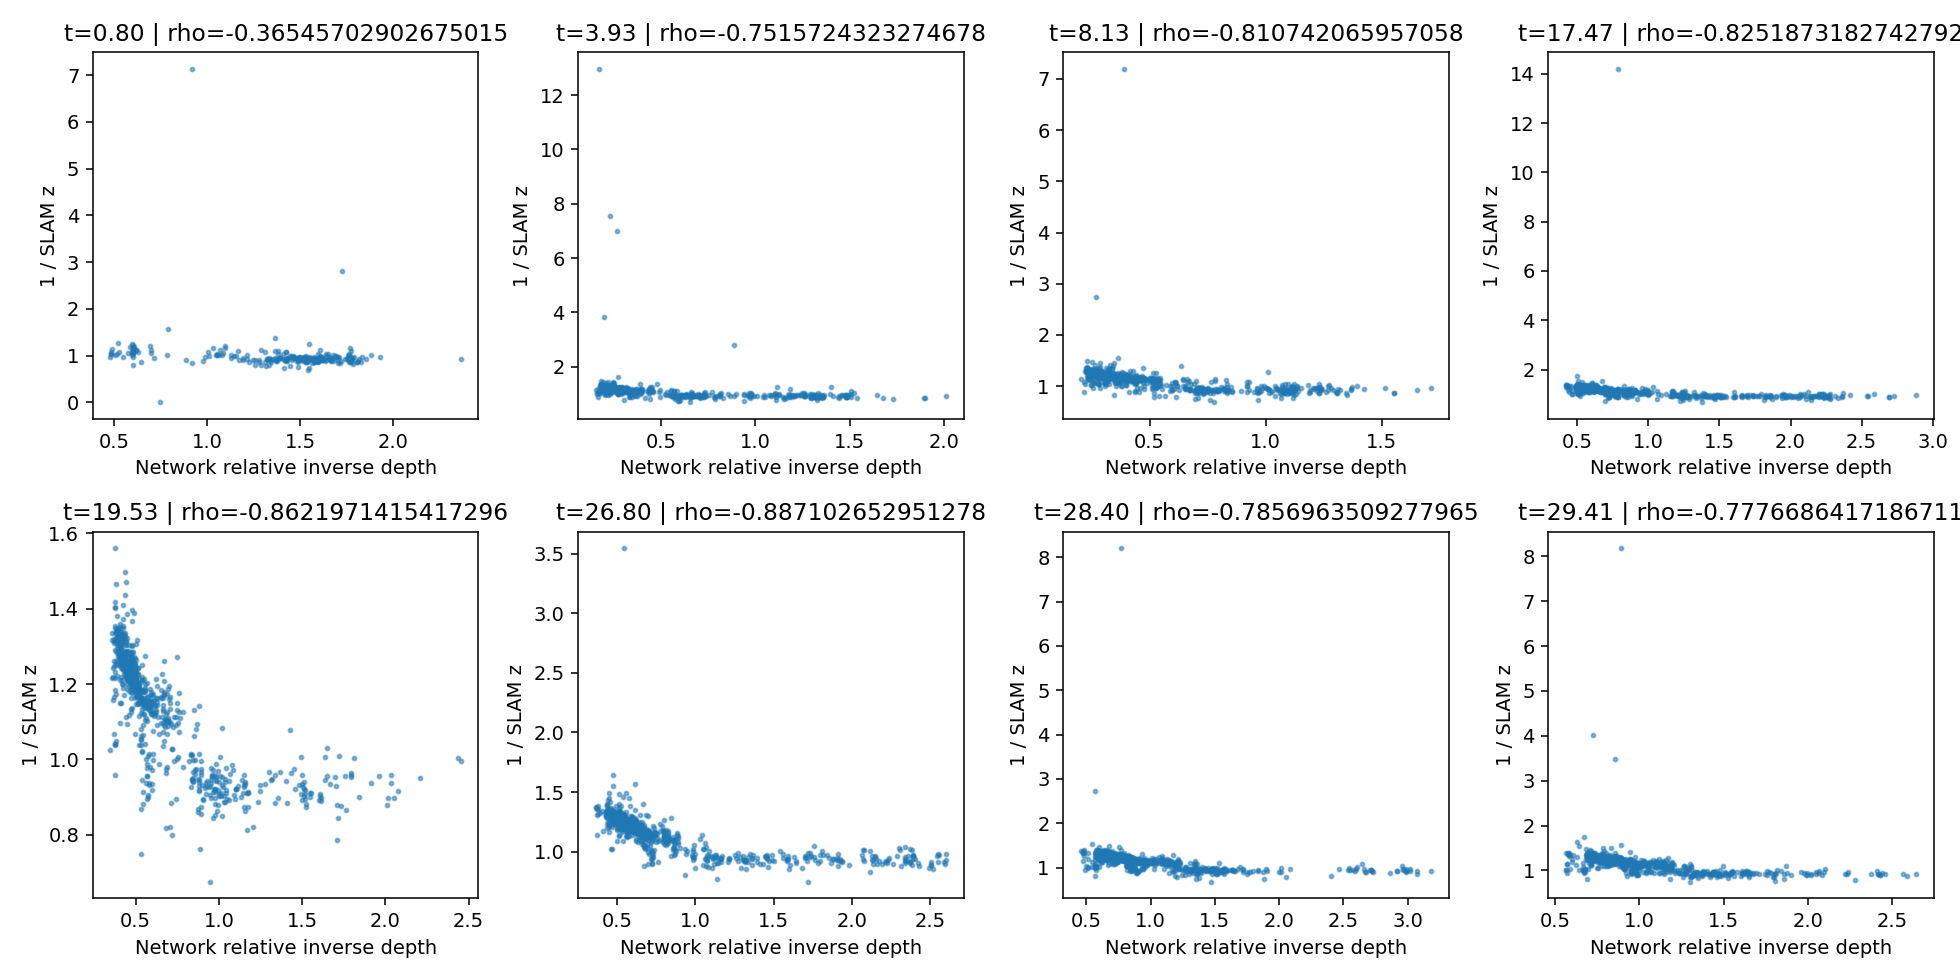 t=0.80 | rho=-0.36545702902675015
t=3.93 | rho=-0.7515724323274678
t=8.13 | rho=-0.810742065957058
t=17.47 | rho=-0.8251873182742792
7
6
5
4
3
2
1
0
1 / SLAM z
0.5 1.0 1.5 2.0
Network relative inverse depth
12
10
8
6
4
2
1 / SLAM z
0.5 1.0 1.5 2.0
Network relative inverse depth
7
6
5
4
3
2
1
1 / SLAM z
0.5 1.0 1.5
Network relative inverse depth
14
12
10
8
6
4
2
1 / SLAM z
0.5 1.0 1.5 2.0 2.5 3.0
Network relative inverse depth
t=19.53 | rho=-0.8621971415417296
t=26.80 | rho=-0.887102652951278
t=28.40 | rho=-0.7856963509277965
t=29.41 | rho=-0.7776686417186711
1.6
1.4
1.2
1.0
0.8
1 / SLAM z
0.5 1.0 1.5 2.0 2.5
Network relative inverse depth
3.5
3.0
2.5
2.0
1.5
1.0
1 / SLAM z
0.5 1.0 1.5 2.0 2.5
Network relative inverse depth
8
7
6
5
4
3
2
1
1 / SLAM z
0.5 1.0 1.5 2.0 2.5 3.0
Network relative inverse depth
8
7
6
5
4
3
2
1
1 / SLAM z
0.5 1.0 1.5 2.0 2.5
Network relative inverse depth